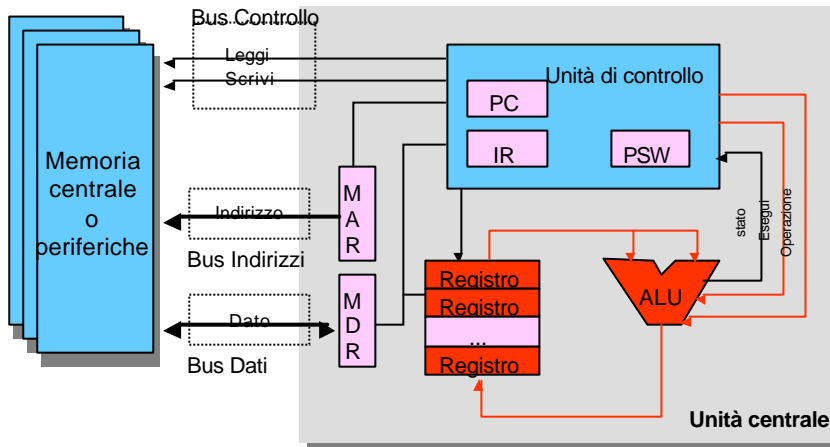 Bus Controllo
Leggi
Scrivi
Unità di controllo
PC
IR
PSW
Memoria
centrale
o
periferiche
M
A
R
Indirizzo
Bus Indirizzi
stato
Esegui
Operazione
M
D
R
Dato
Bus Dati
Registro
Registro
...
Registro
ALU
Unità centrale